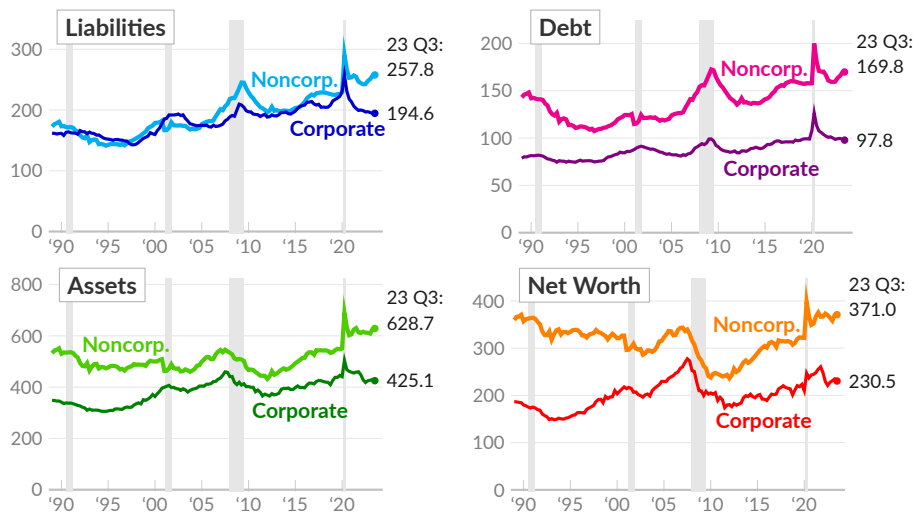 Liabilities
23 Q3:
257.8
194.6
Noncorp.
Corporate
300
200
100
0
‘90 ‘95 ‘00 ‘05 ‘10 ‘15 ‘20
Debt
23 Q3:
169.8
97.8
Noncorp.
Corporate
200
150
100
50
0
‘90 ‘95 ‘00 ‘05 ‘10 ‘15 ‘20
Assets
23 Q3:
628.7
425.1
Noncorp.
Corporate
800
600
400
200
0
‘90 ‘95 ‘00 ‘05 ‘10 ‘15 ‘20
Net Worth
23 Q3:
371.0
230.5
Noncorp.
Corporate
400
300
200
100
0
‘90 ‘95 ‘00 ‘05 ‘10 ‘15 ‘20